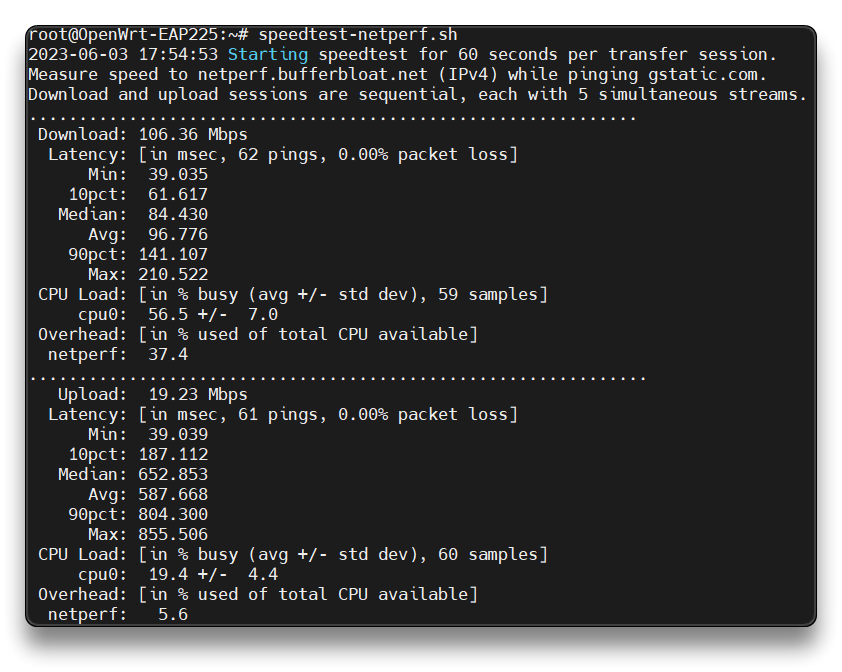 root@OpenWrt-EAP225:~# speedtest-netperf.sh
2023-06-03 17:54:53 Starting speedtest for 60 seconds per transfer session.
Measure speed to netperf.bufferbloat.net (IPv4) while pinging gstatic.com.
Download and upload sessions are sequential, each with 5 simultaneous streams.
.............................................................
 Download: 106.36 Mbps
  Latency: [in msec, 62 pings, 0.00% packet loss]
      Min:  39.035
    10pct:  61.617
   Median:  84.430
      Avg:  96.776
    90pct: 141.107
      Max: 210.522
 CPU Load: [in % busy (avg +/- std dev), 59 samples]
     cpu0:  56.5 +/-  7.0
 Overhead: [in % used of total CPU available]
  netperf:  37.4
..............................................................
   Upload:  19.23 Mbps
  Latency: [in msec, 61 pings, 0.00% packet loss]
      Min:  39.039
    10pct: 187.112
   Median: 652.853
      Avg: 587.668
    90pct: 804.300
      Max: 855.506
 CPU Load: [in % busy (avg +/- std dev), 60 samples]
     cpu0:  19.4 +/-  4.4
 Overhead: [in % used of total CPU available]
  netperf:   5.6